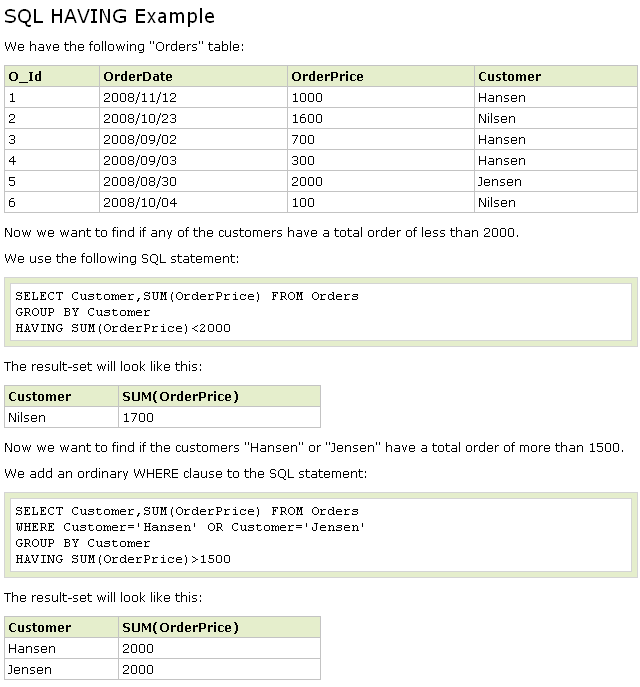 SQL HAVING Example
We have the following "Orders" table:
O_Id OrderDate OrderPrice Customer
1 2008/11/12 1000 Hansen
2 2008/10/23 1600 Nilsen
3 2008/09/02 700 Hansen
4 2008/09/03 300 Hansen
5 2008/08/30 2000 Jensen
6 2008/10/04 100 Nilsen
Now we want to find if any of the customers have a total order of less than 2000.
We use the following SQL statement:
SELECT Customer,SUM(OrderPrice) FROM Orders
GROUP BY Customer
HAVING SUM(OrderPrice)<2000
The result-set will look like this:
Customer SUM(OrderPrice)
Nilsen 1700
Now we want to find if the customers "Hansen" or "Jensen" have a total order of more than 1500.
We add an ordinary WHERE clause to the SQL statement:
SELECT Customer,SUM(OrderPrice) FROM Orders
WHERE Customer='Hansen' OR Customer='Jensen'
GROUP BY Customer
HAVING SUM(OrderPrice)>1500
The result-set will look like this:
Customer SUM(OrderPrice)
Hansen 2000
Jensen 2000